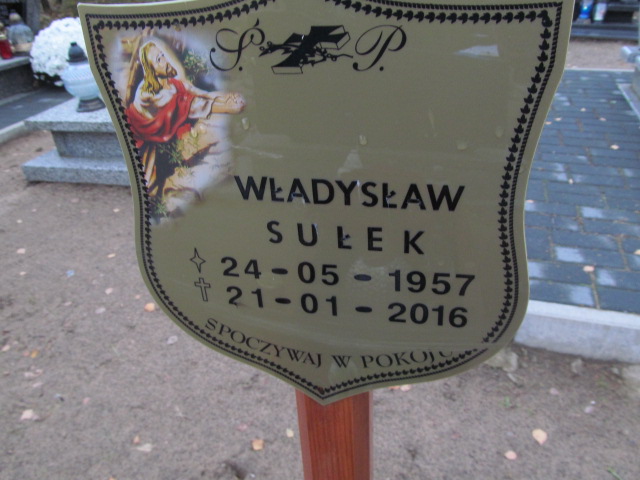 Ś. P.
WŁADYSŁAW
SUŁEK
24-05-1957
21-01-2016
SPOCZYWAJ W POKOJU